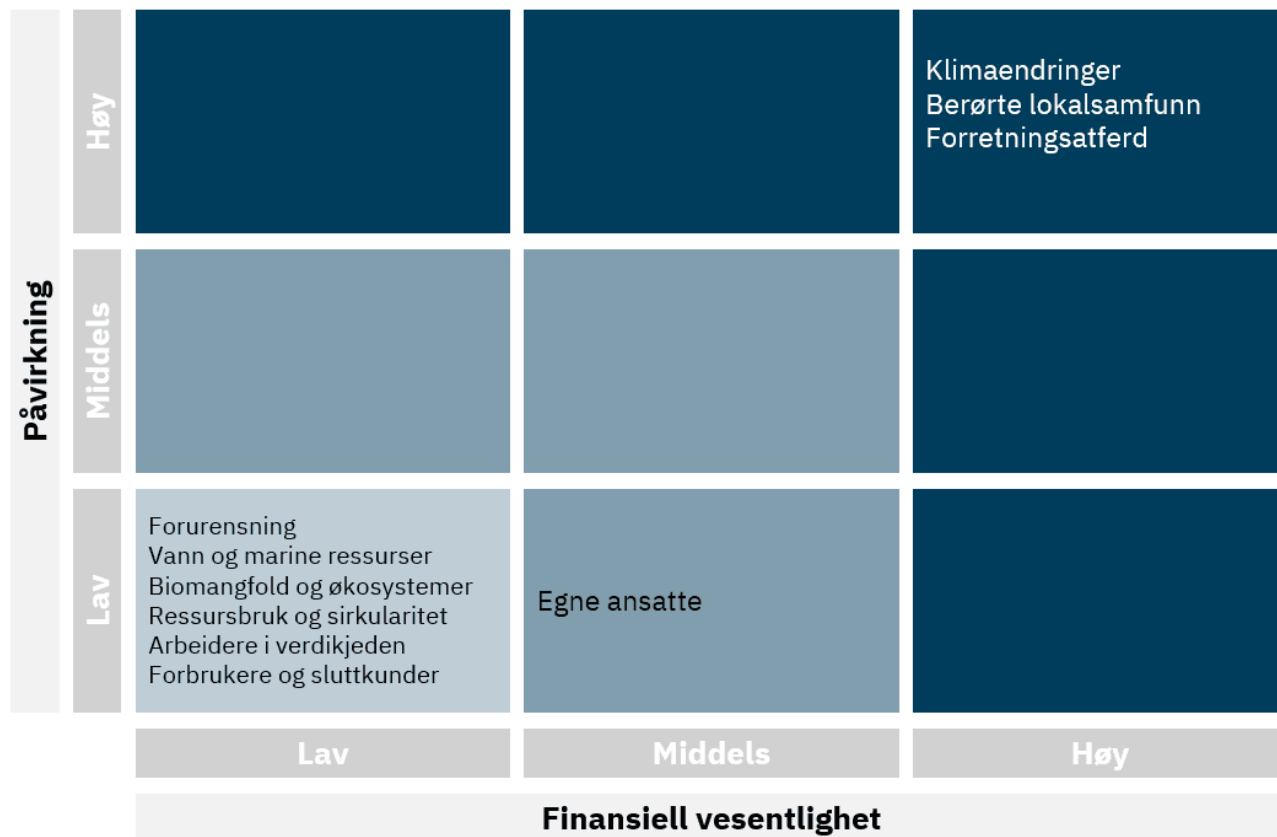 Påvirkning
Høy
Klimaendringer
Berørte lokalsamfunn
Forretningsatferd
Middels
Lav
Forurensning
Vann og marine ressurser
Biomangfold og økosystemer
Ressursbruk og sirkularitet
Arbeidere i verdikjeden
Forbrukere og sluttkunder
Egne ansatte
Lav
Middels
Høy
Finansiell vesentlighet